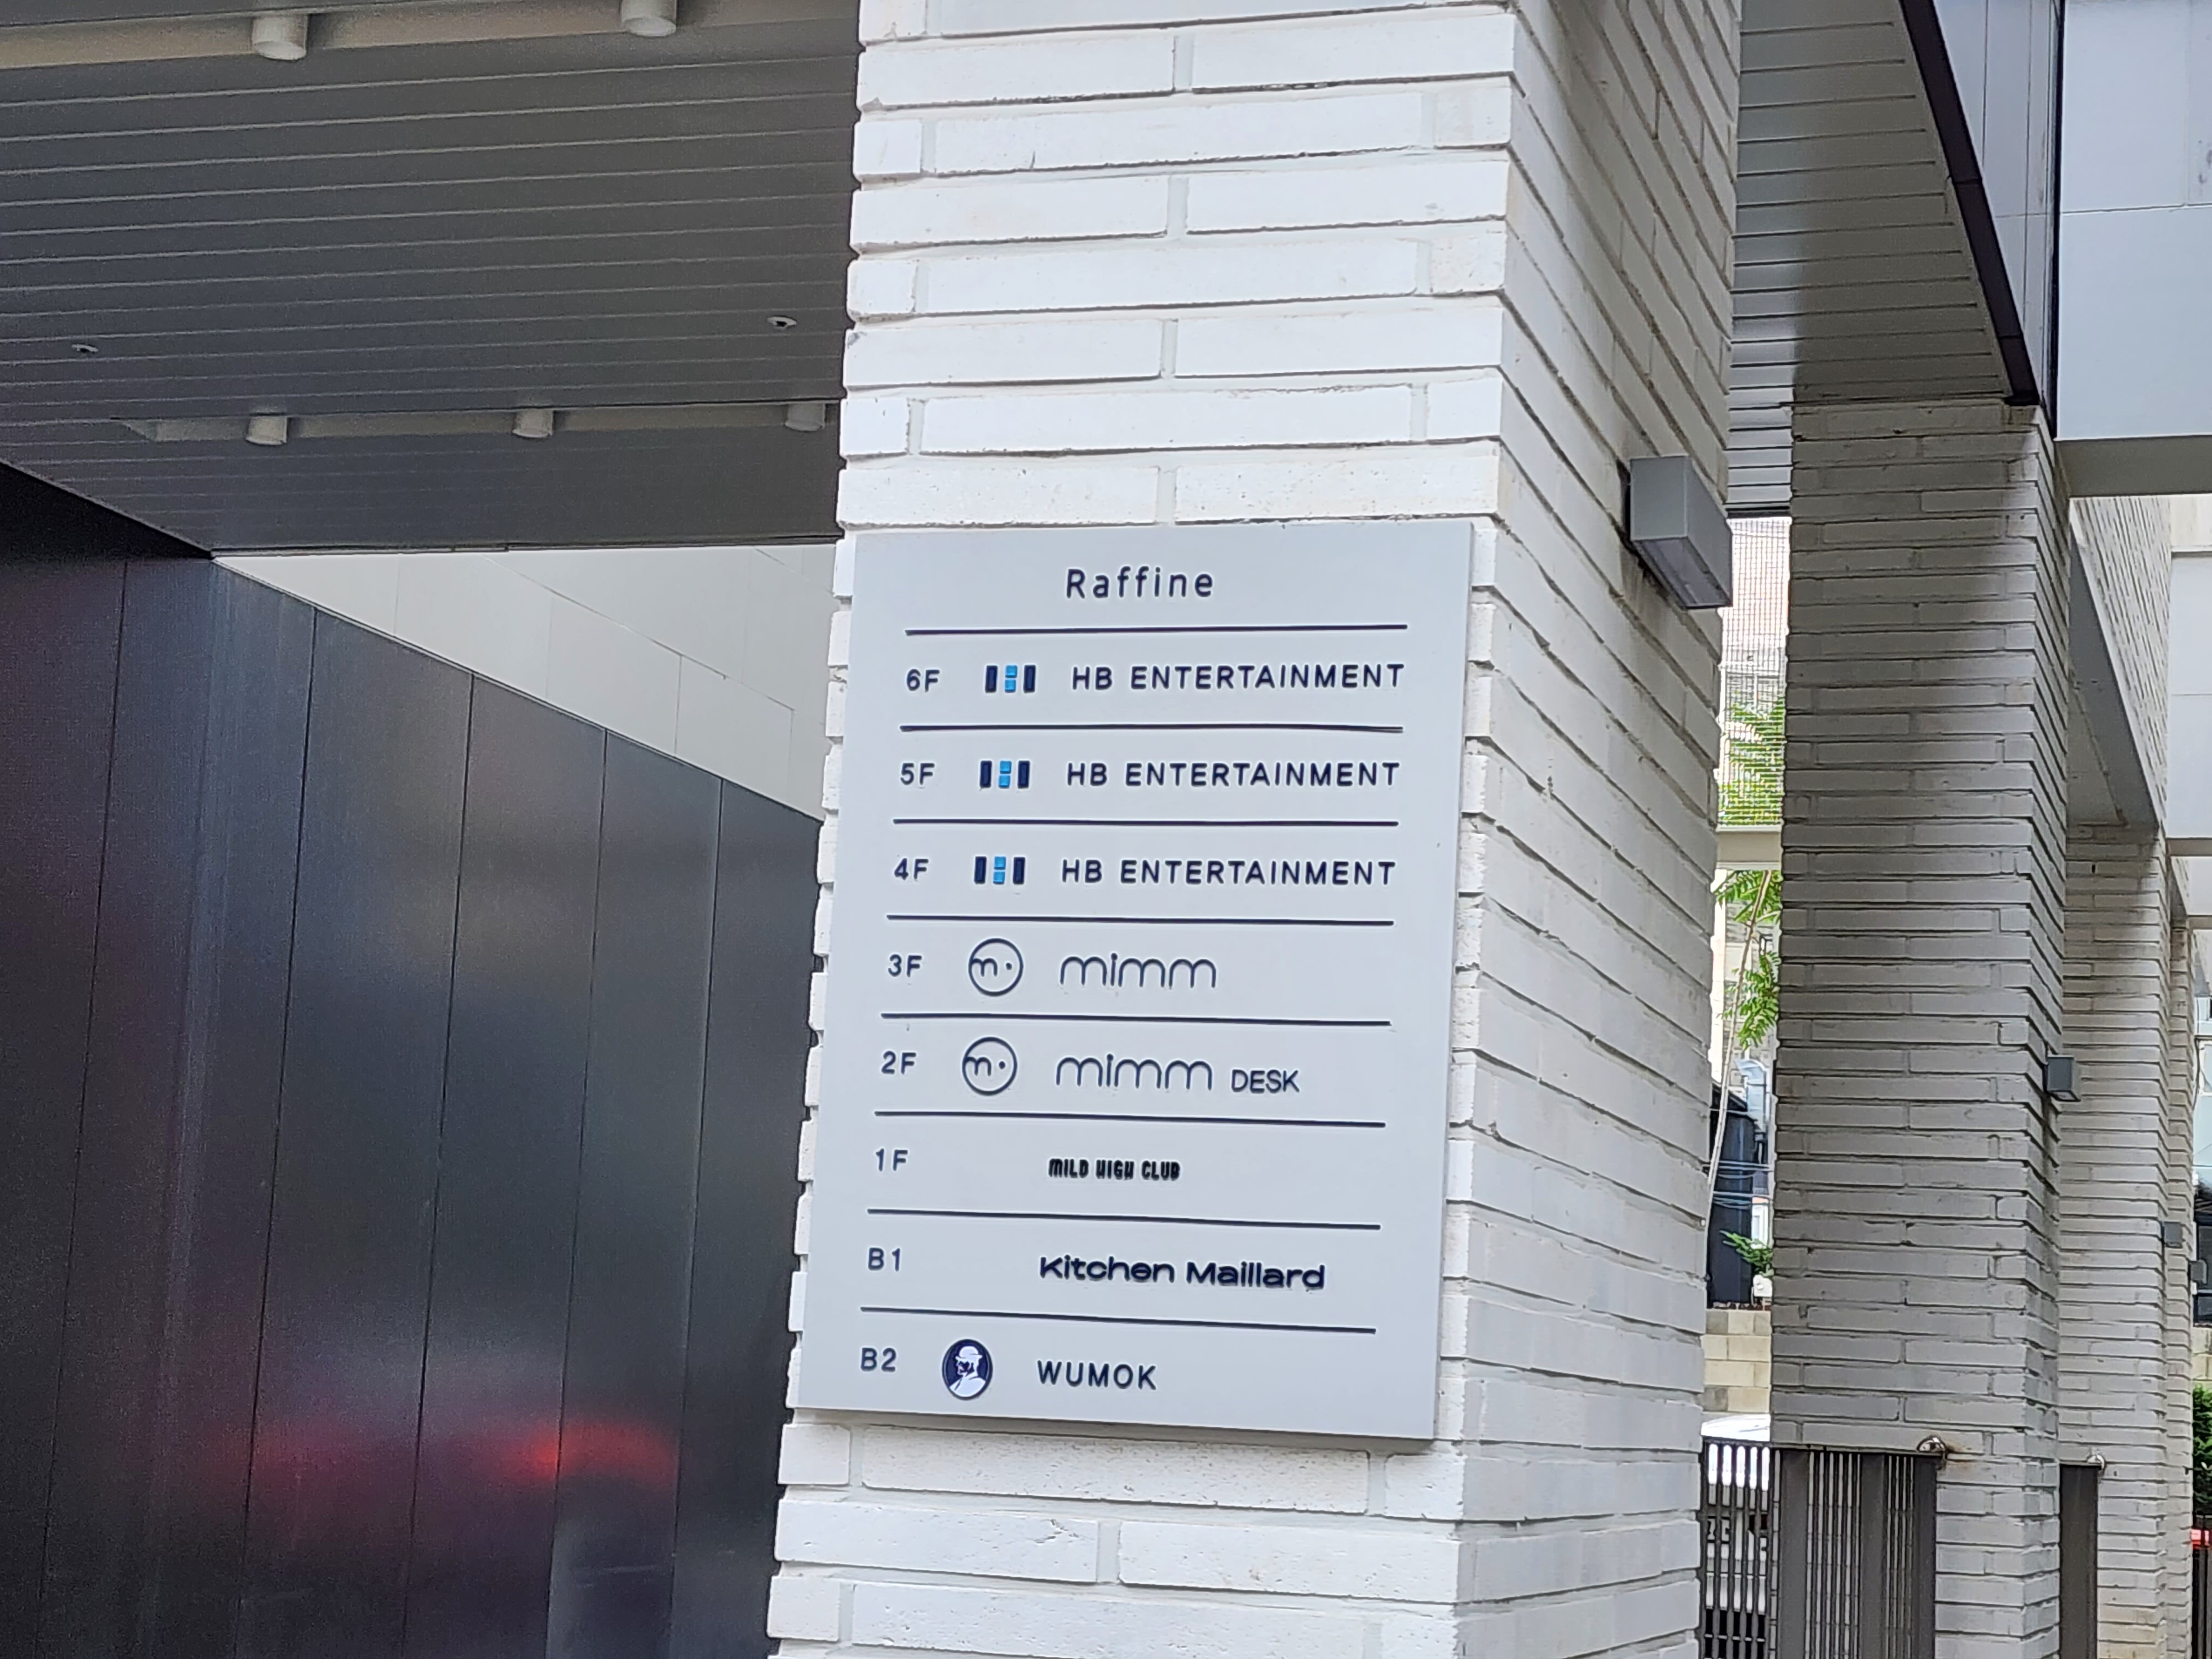 Raffine
6F HB ENTERTAINMENT
5F HB ENTERTAINMENT
4F HB ENTERTAINMENT
3F m· mimm
2F m· mimm DESK
1F MILD HIGH CLUB
B1 Kitchen Maillard
B2 WUMOK